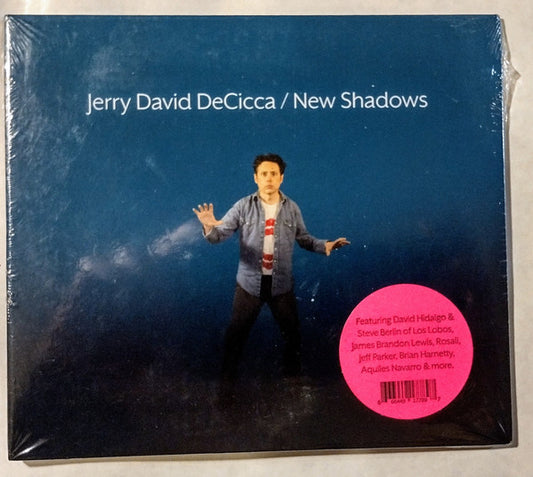 Jerry David DeCicca / New Shadows
Featuring David Hidalgo &
Steve Berlin of Los Lobos,
James Brandon Lewis, Rosali,
Jeff Parker, Brian Harnetty,
Aquiles Navarro & more.